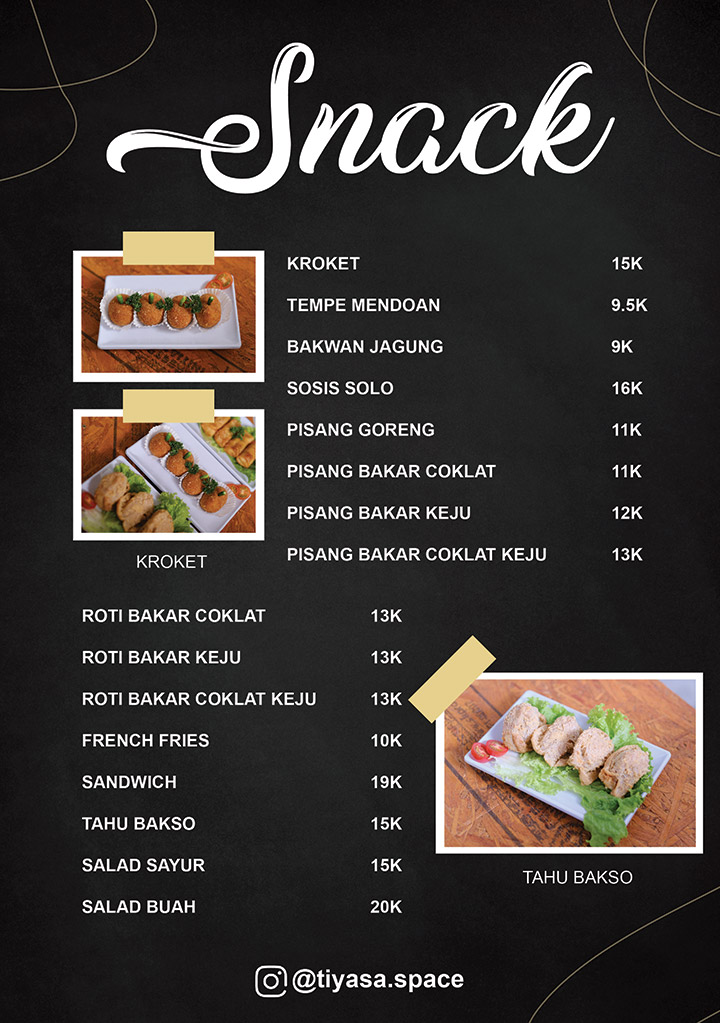 Snack
KROKET 15K
TEMPE MENDOAN 9.5K
BAKWAN JAGUNG 9K
SOSIS SOLO 16K
PISANG GORENG 11K
PISANG BAKAR COKLAT 11K
PISANG BAKAR KEJU 12K
PISANG BAKAR COKLAT KEJU 13K
KROKET
ROTI BAKAR COKLAT 13K
ROTI BAKAR KEJU 13K
ROTI BAKAR COKLAT KEJU 13K
FRENCH FRIES 10K
SANDWICH 19K
TAHU BAKSO 15K
SALAD SAYUR 15K
SALAD BUAH 20K
TAHU BAKSO
@tiyasa.space